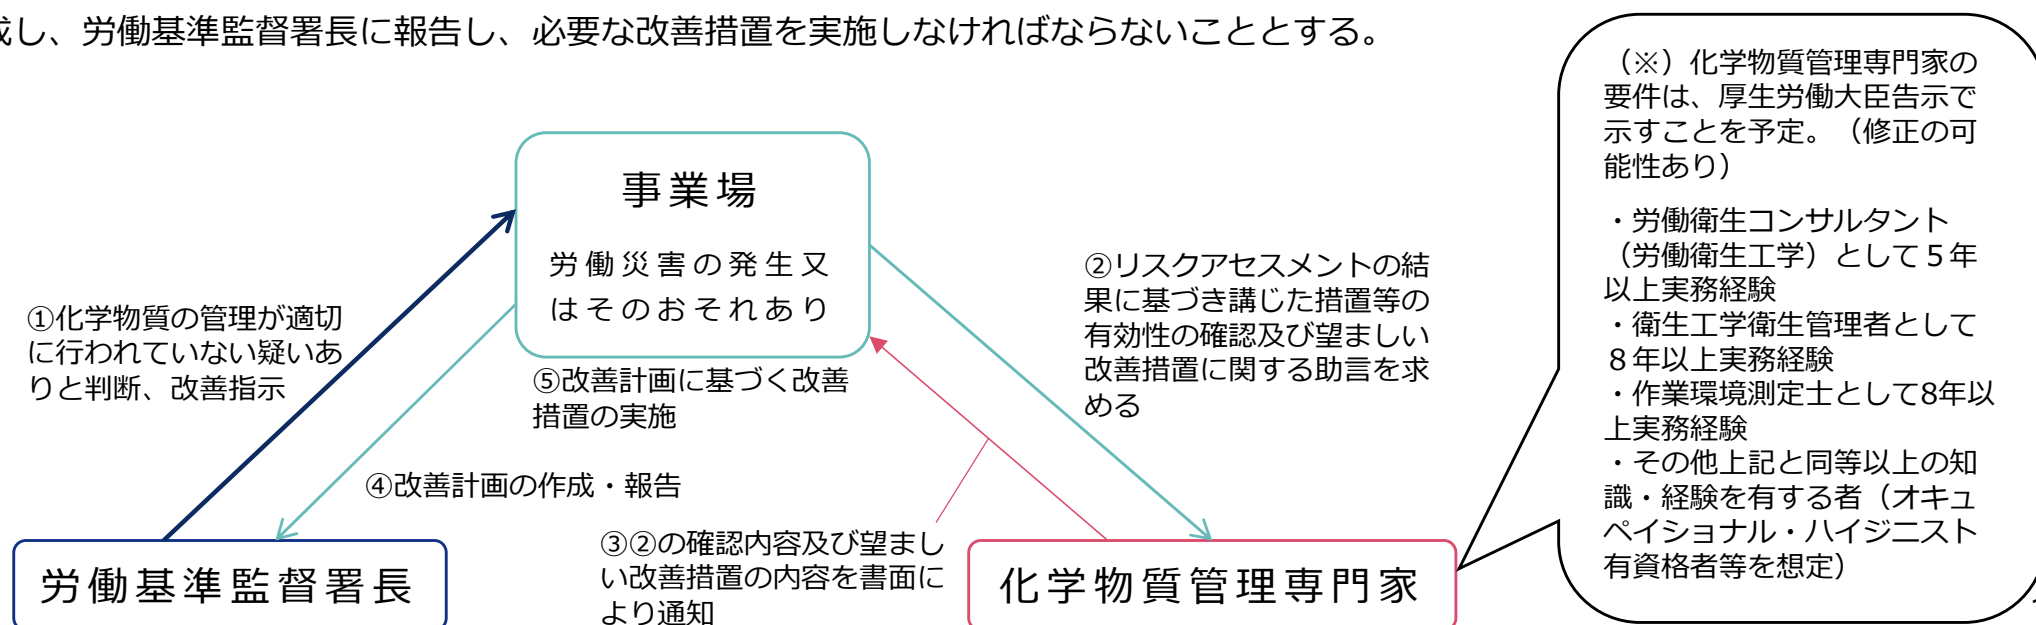 成し、労働基準監督署長に報告し、必要な改善措置を実施しなければならないこととする。
事業場
労働災害の発生又
はそのおそれあり
①化学物質の管理が適切
に行われていない疑いあ
りと判断、改善指示
②リスクアセスメントの結
果に基づき講じた措置等の
有効性の確認及び望ましい
改善措置に関する助言を求
める
⑤改善計画に基づく改善
措置の実施
④改善計画の作成・報告
③②の確認内容及び望まし
い改善措置の内容を書面に
より通知
労働基準監督署長
化学物質管理専門家
（※）化学物質管理専門家の
要件は、厚生労働大臣告示で
示すことを予定。（修正の可
能性あり）
・労働衛生コンサルタント
（労働衛生工学）として５年
以上実務経験
・衛生工学衛生管理者として
８年以上実務経験
・作業環境測定士として8年以
上実務経験
・その他上記と同等以上の知
識・経験を有する者（オキュ
ペイショナル・ハイジニスト
有資格者等を想定）